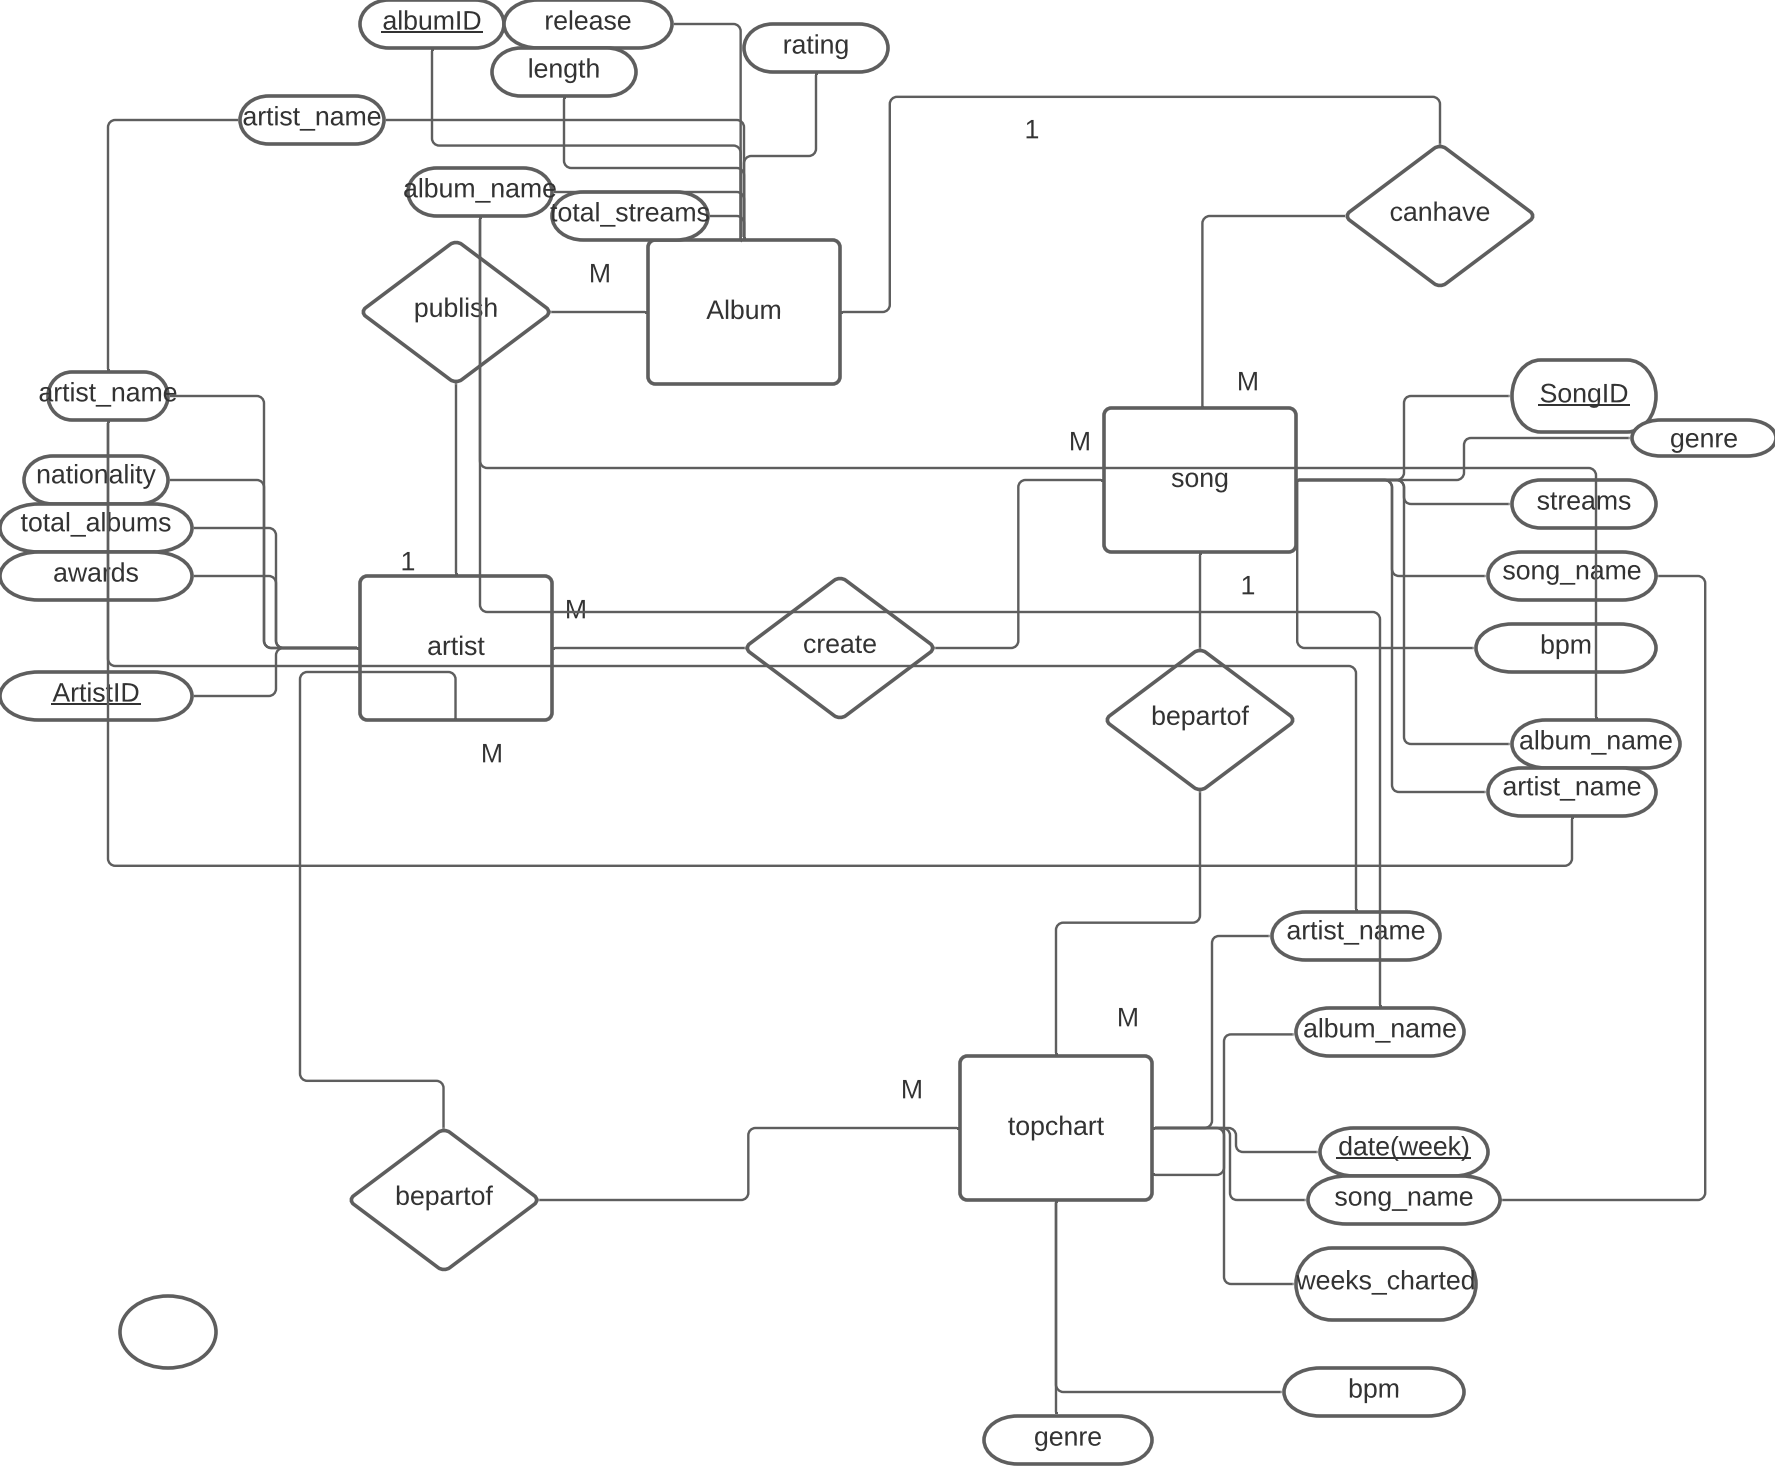 albumID
release
rating
length
artist_name
1
album_name
total_streams
canhave
M
publish
Album
artist_name
M
SongID
genre
M
nationality
song
streams
total_albums
awards
1
song_name
1
M
artist
create
bpm
ArtistID
bepartof
M
album_name
artist_name
artist_name
M
album_name
M
topchart
date(week)
bepartof
song_name
weeks_charted
bpm
genre